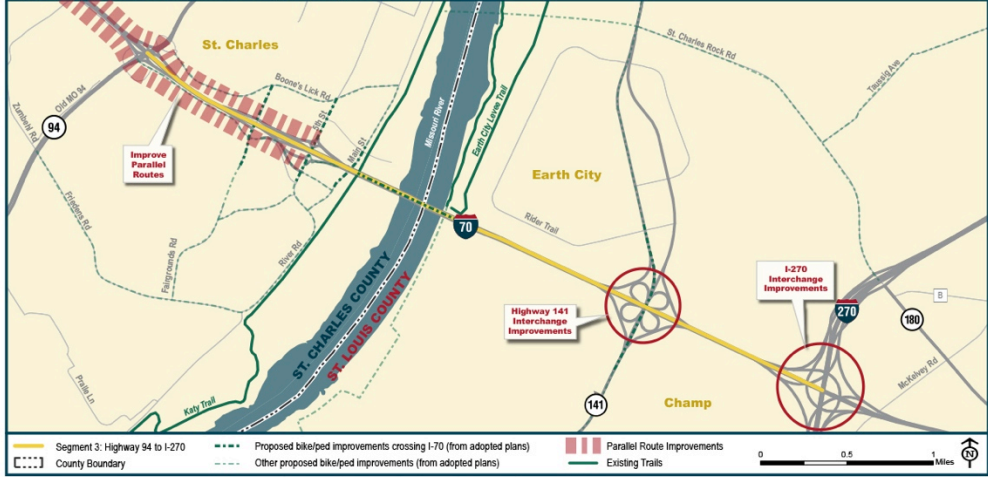 St. Charles
St. Charles Rock Rd
Taussig Ave
Boone's Lick Rd
Old MO 94
94
Zumbehl Rd
5th St
Main St
Missouri River
Earth City Levee Trail
Improve
Parallel
Routes
Earth City
70
Rider Trail
Friedens Rd
Fairgrounds Rd
River Rd
ST. CHARLES COUNTY
ST. LOUIS COUNTY
I-270
Interchange
Improvements
Highway 141
Interchange
Improvements
270
B
180
McKelvey Rd
Pralle Ln
Katy Trail
141
Champ
Segment 3: Highway 94 to I-270
County Boundary
Proposed bike/ped improvements crossing I-70 (from adopted plans)
Other proposed bike/ped improvements (from adopted plans)
Parallel Route Improvements
Existing Trails
0 0.5 1
Miles
N